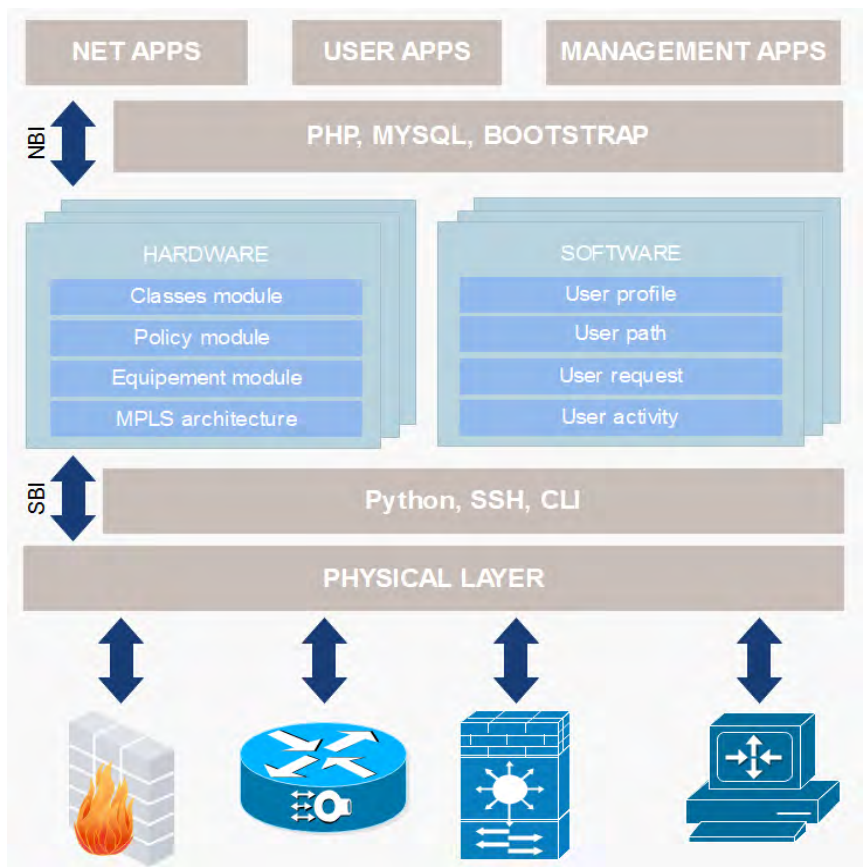 NET APPS
USER APPS
MANAGEMENT APPS
NBI
PHP, MYSQL, BOOTSTRAP
HARDWARE
Classes module
Policy module
Equipement module
MPLS architecture
SOFTWARE
User profile
User path
User request
User activity
SBI
Python, SSH, CLI
PHYSICAL LAYER